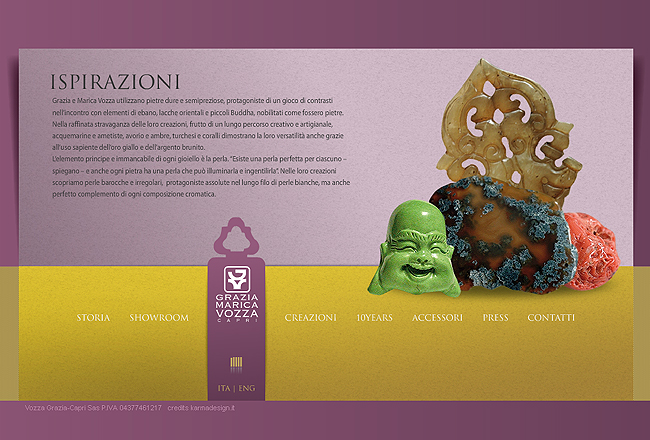 ISPIRAZIONI
Grazia e Marica Vozza utilizzano pietre dure e semipreziose, protagoniste di un gioco di contrasti
nell'incontro con elementi di ebano, lacche orientali e piccoli Buddha, nobilitati come fossero pietre.
Nella raffinata stravaganza delle loro creazioni, frutto di un lungo percorso creativo e artigianale,
acquemarine e ametiste, avorio e ambre, turchesi e coralli dimostrano la loro versatilità anche grazie
all'uso sapiente dell'oro giallo e dell'argento brunito.
L'elemento principe e immancabile di ogni gioiello è la perla. "Esiste una perla perfetta per ciascuno –
spiegano – e anche ogni pietra ha una perla che può illuminarla e ingentilirla". Nelle loro creazioni
scopriamo perle barocche e irregolari, protagoniste assolute nel lungo filo di perle bianche, ma anche
perfetto complemento di ogni composizione cromatica.
GRAZIA
MARICA
VOZZA
CAPRI
STORIA SHOWROOM CREAZIONI 10YEARS ACCESSORI PRESS CONTATTI
ITA | ENG
Vozza Grazia-Capri Sas P.IVA 04377461217 credits karmadesign.it